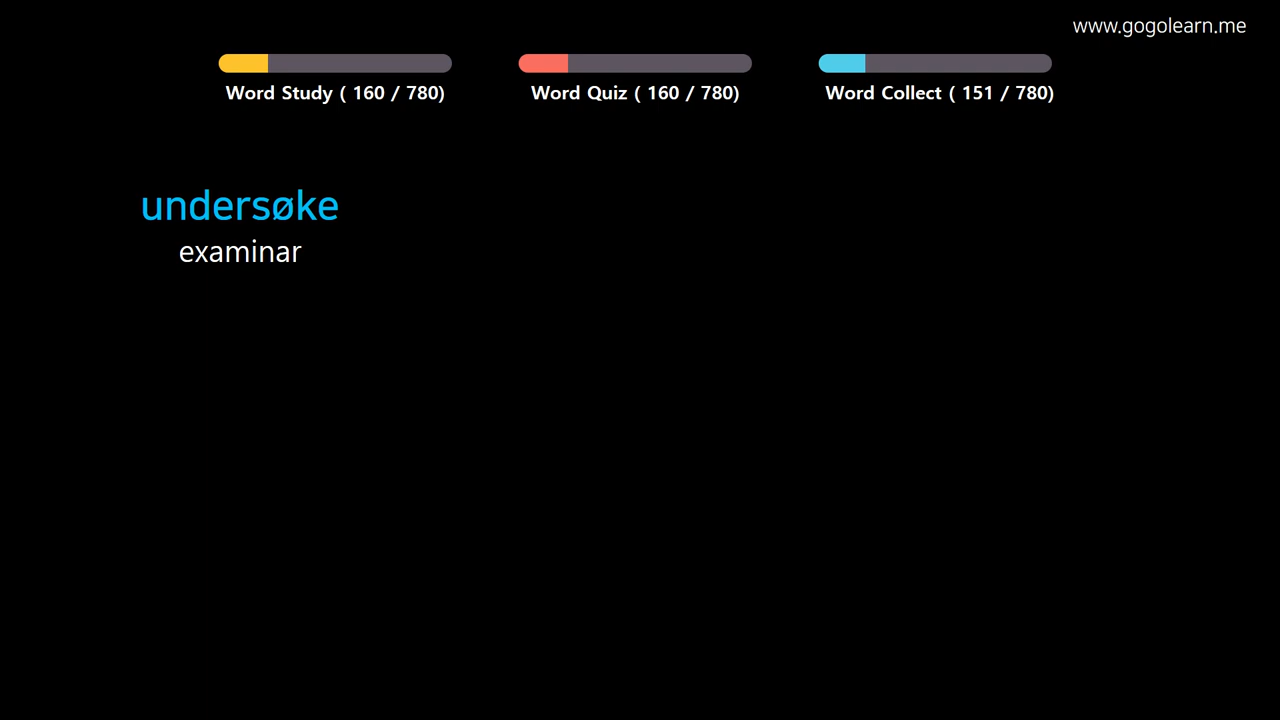 www.gogolearn.me
Word Study ( 160 / 780)
Word Quiz ( 160 / 780)
Word Collect ( 151 / 780)
undersøke
examinar